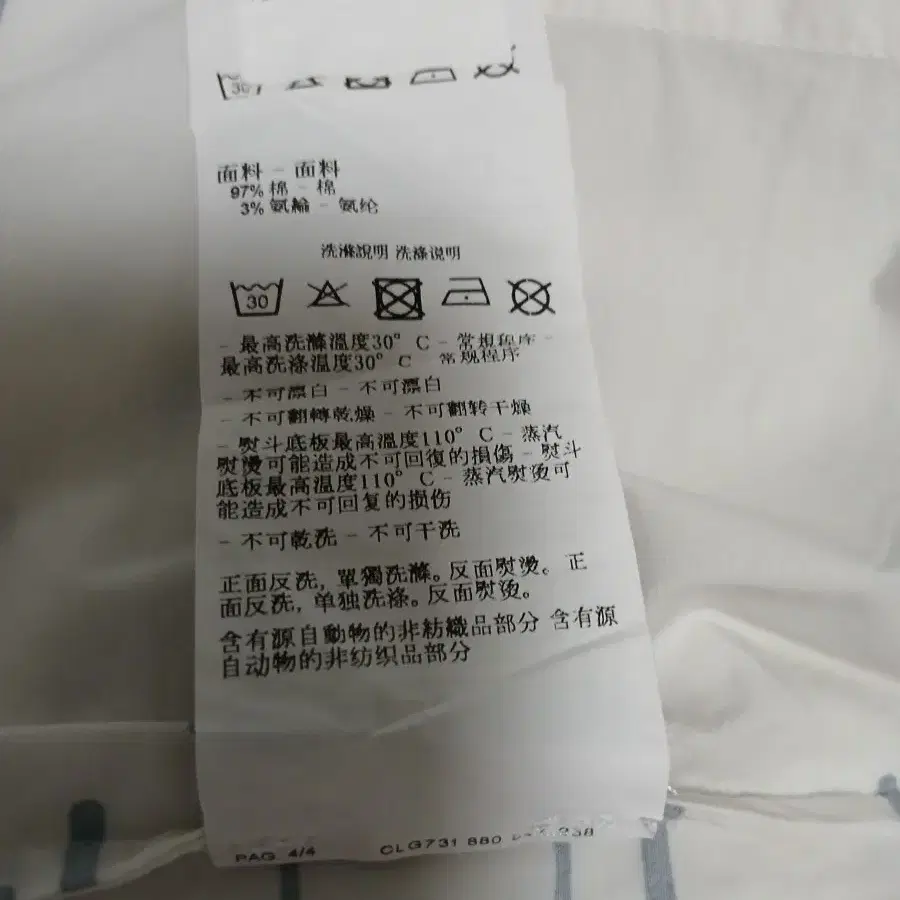 30
面料 - 面料
97% 棉 - 棉
3% 氨綸 - 氨纶
洗滌說明 洗涤说明
30
- 最高洗滌溫度30° C - 常規程序 -
最高洗涤温度30° C - 常规程序
- 不可漂白 - 不可漂白
- 不可翻轉乾燥 - 不可翻转干燥
- 熨斗底板最高溫度110° C - 蒸汽
熨燙可能造成不可回復的損傷 - 熨斗
底板最高温度110° C - 蒸汽熨烫可
能造成不可回复的损伤
- 不可乾洗 - 不可干洗
正面反洗, 單獨洗滌。反面熨燙。 正
面反洗, 单独洗涤。反面熨烫。
含有源自動物的非紡織品部分 含有源
自动物的非纺织品部分
PAG. 4/4
CLG731 880